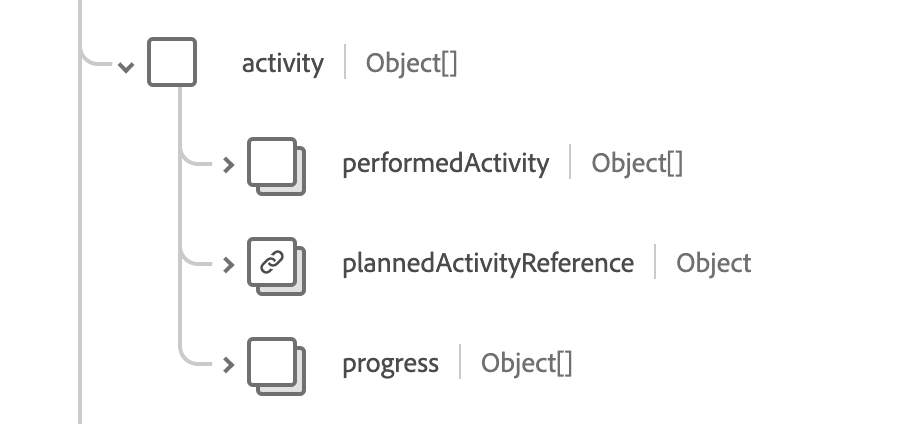 activity | Object[]
performedActivity | Object[]
plannedActivityReference | Object
progress | Object[]